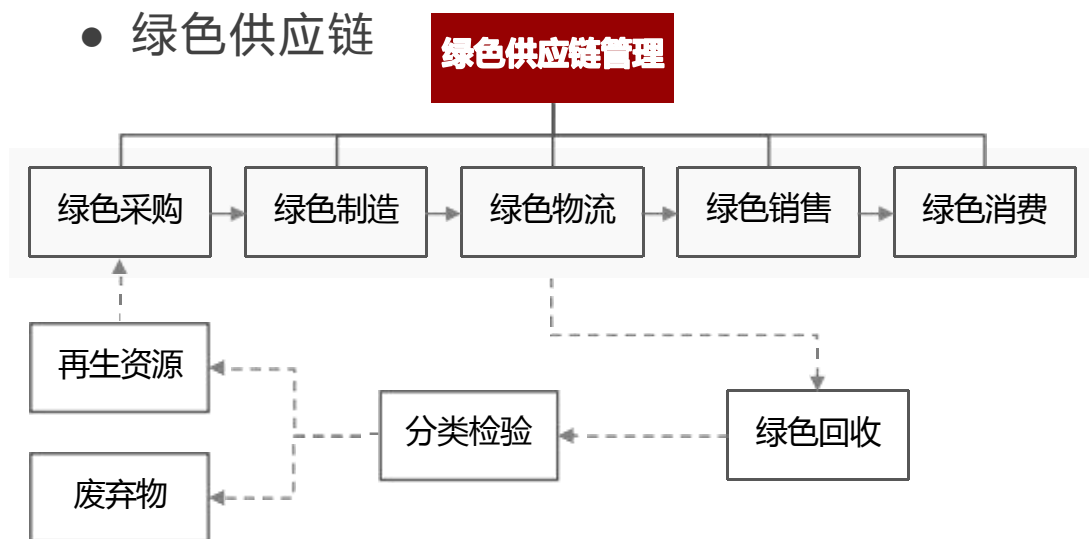 ● 绿色供应链
绿色供应链管理
绿色采购
绿色制造
绿色物流
绿色销售
绿色消费
再生资源
分类检验
绿色回收
废弃物